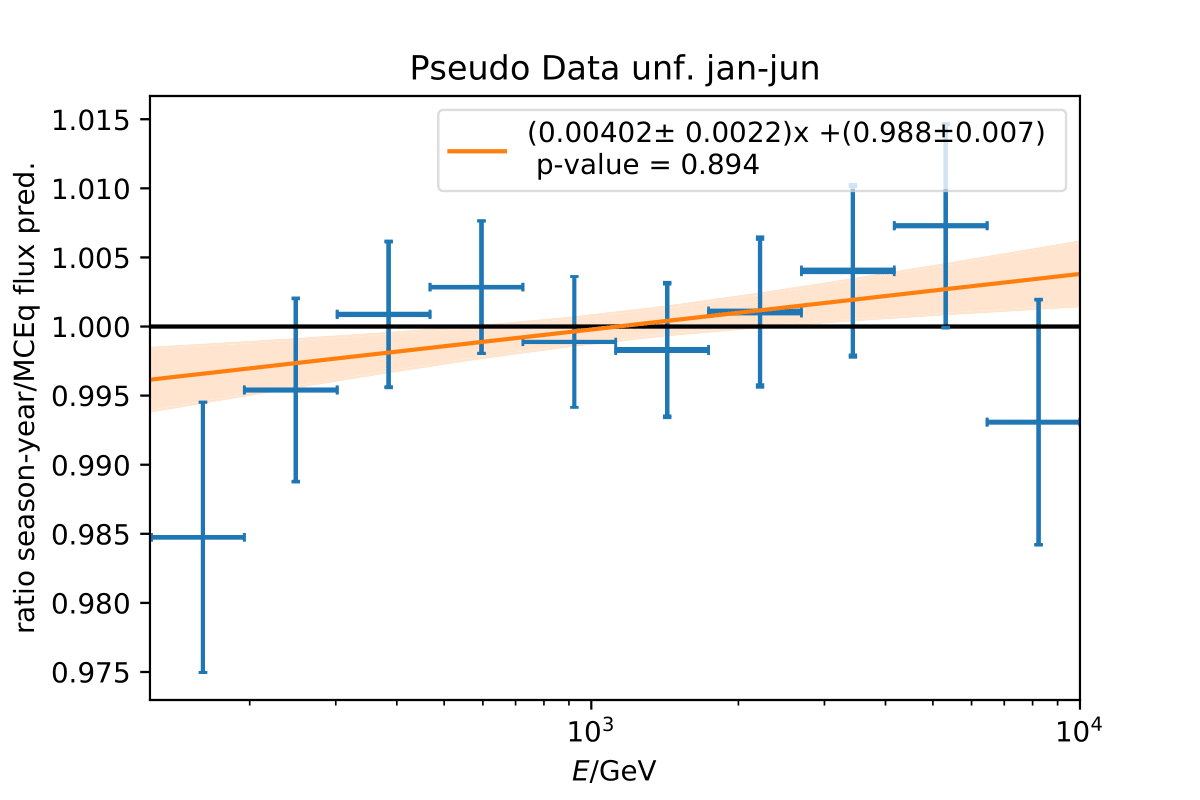 Pseudo Data unf. jan-jun
(0.00402± 0.0022)x +(0.988±0.007)
p-value = 0.894
ratio season-year/MCEq flux pred.
1.015
1.010
1.005
1.000
0.995
0.990
0.985
0.980
0.975
10³
10⁴
E/GeV